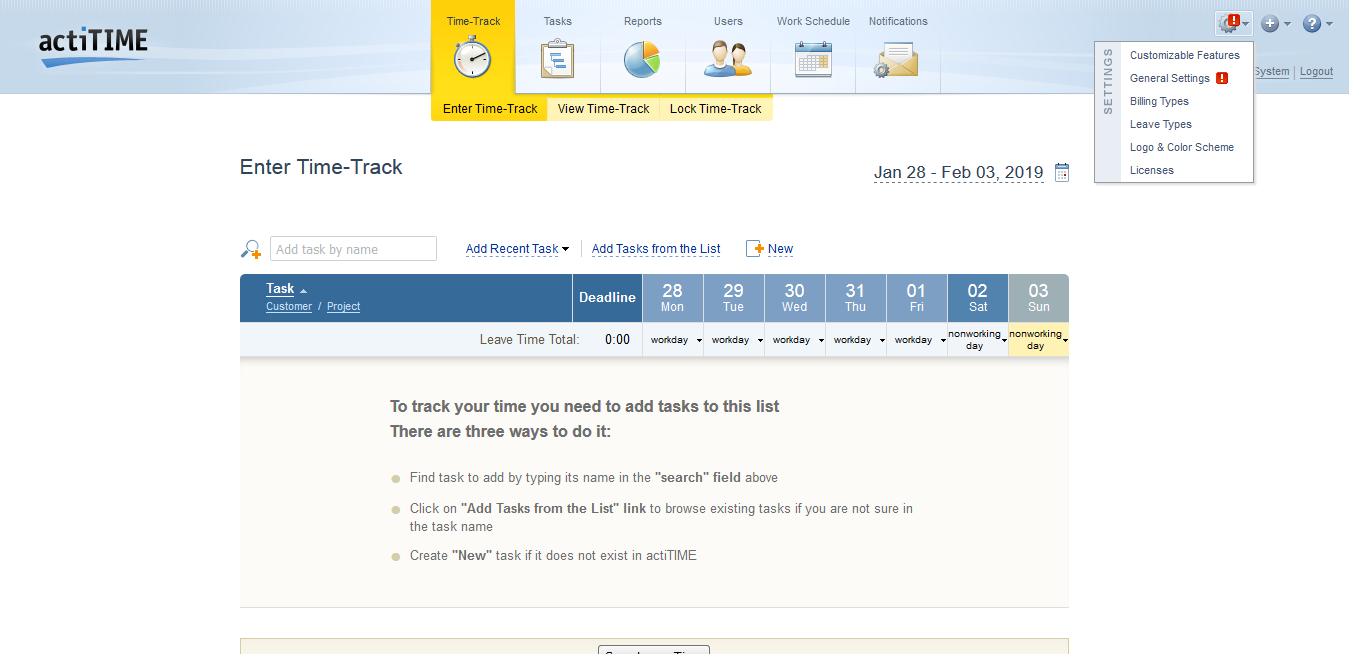 actiTIME
Time-Track
Tasks
Reports
Users
Work Schedule
Notifications
System
Logout
SETTINGS
Customizable Features
General Settings
Billing Types
Leave Types
Logo & Color Scheme
Licenses
Enter Time-Track
View Time-Track
Lock Time-Track
Enter Time-Track
Jan 28 - Feb 03, 2019
Add task by name
Add Recent Task
Add Tasks from the List
New
Task
Customer / Project
Deadline
28
Mon
29
Tue
30
Wed
31
Thu
01
Fri
02
Sat
03
Sun
Leave Time Total: 0:00
workday
workday
workday
workday
workday
nonworking
day
nonworking
day
To track your time you need to add tasks to this list
There are three ways to do it:
Find task to add by typing its name in the "search" field above
Click on "Add Tasks from the List" link to browse existing tasks if you are not sure in
the task name
Create "New" task if it does not exist in actiTIME